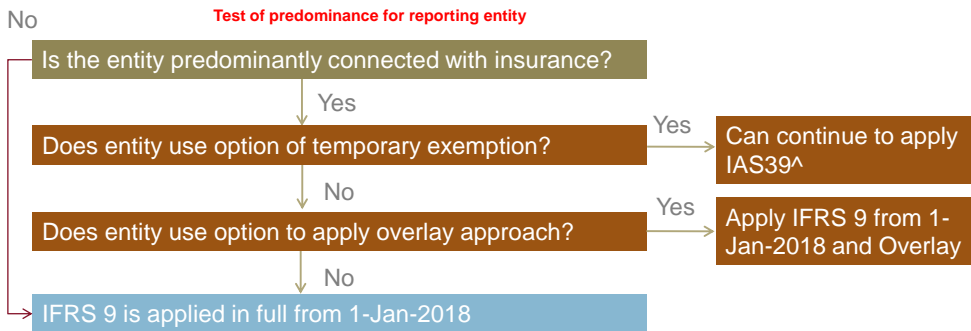 Test of predominance for reporting entity
No
Is the entity predominantly connected with insurance?
Yes
Does entity use option of temporary exemption?
Yes
Can continue to apply
IAS39^
No
Does entity use option to apply overlay approach?
Yes
Apply IFRS 9 from 1-
Jan-2018 and Overlay
No
IFRS 9 is applied in full from 1-Jan-2018